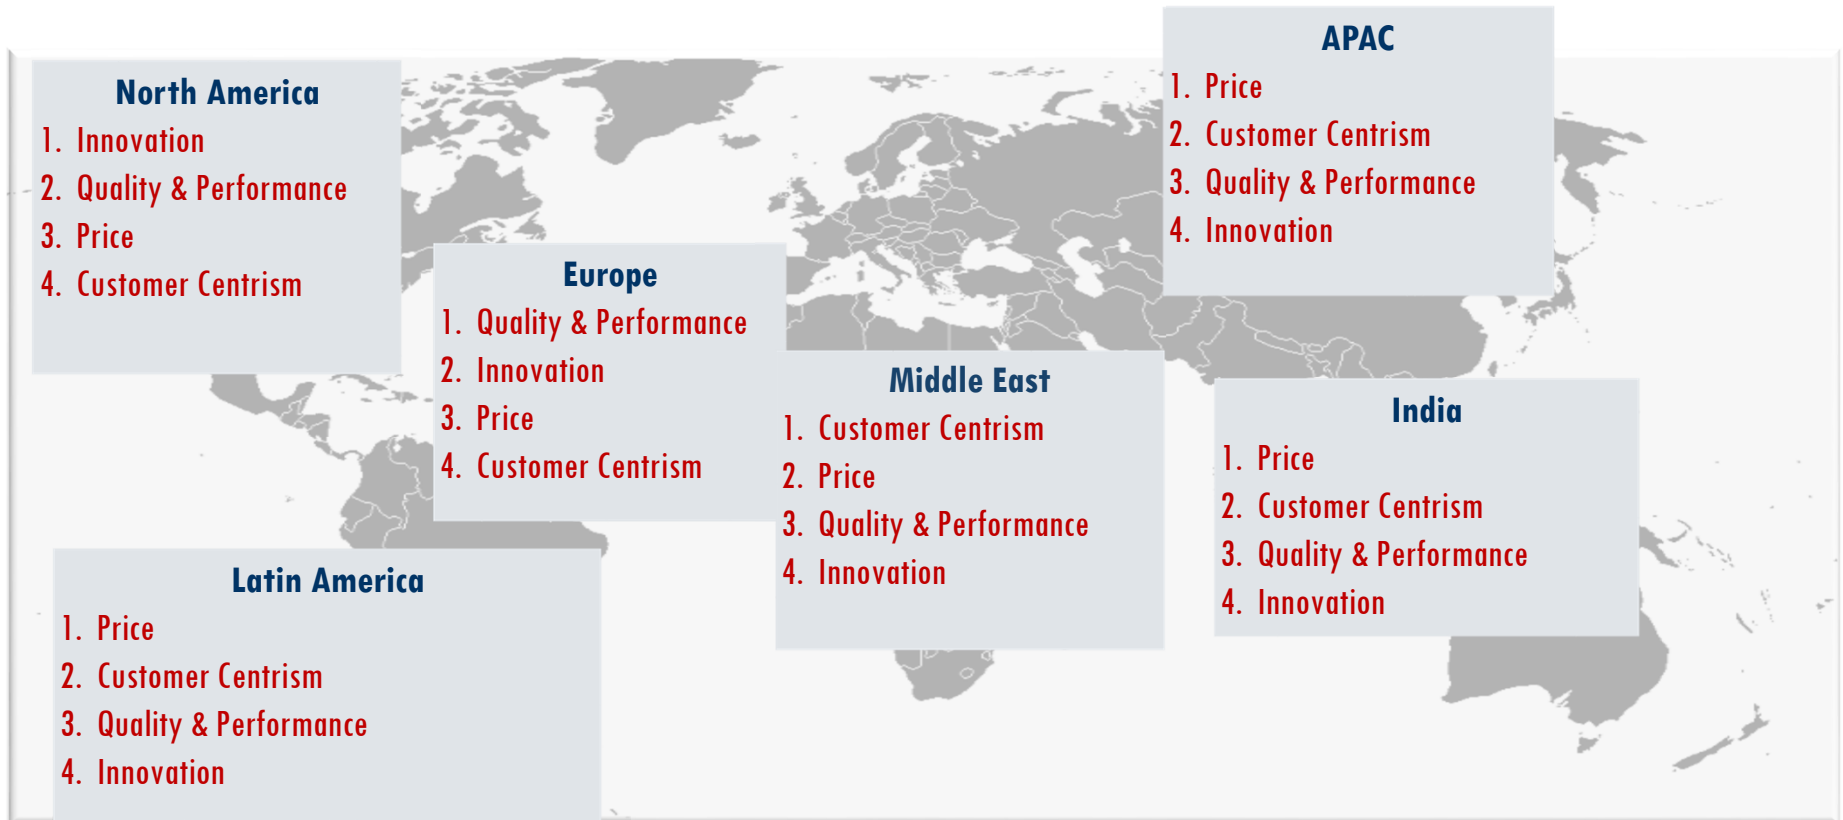 North America
1. Innovation
2. Quality & Performance
3. Price
4. Customer Centrism
APAC
1. Price
2. Customer Centrism
3. Quality & Performance
4. Innovation
Europe
1. Quality & Performance
2. Innovation
3. Price
4. Customer Centrism
Middle East
1. Customer Centrism
2. Price
3. Quality & Performance
4. Innovation
India
1. Price
2. Customer Centrism
3. Quality & Performance
4. Innovation
Latin America
1. Price
2. Customer Centrism
3. Quality & Performance
4. Innovation